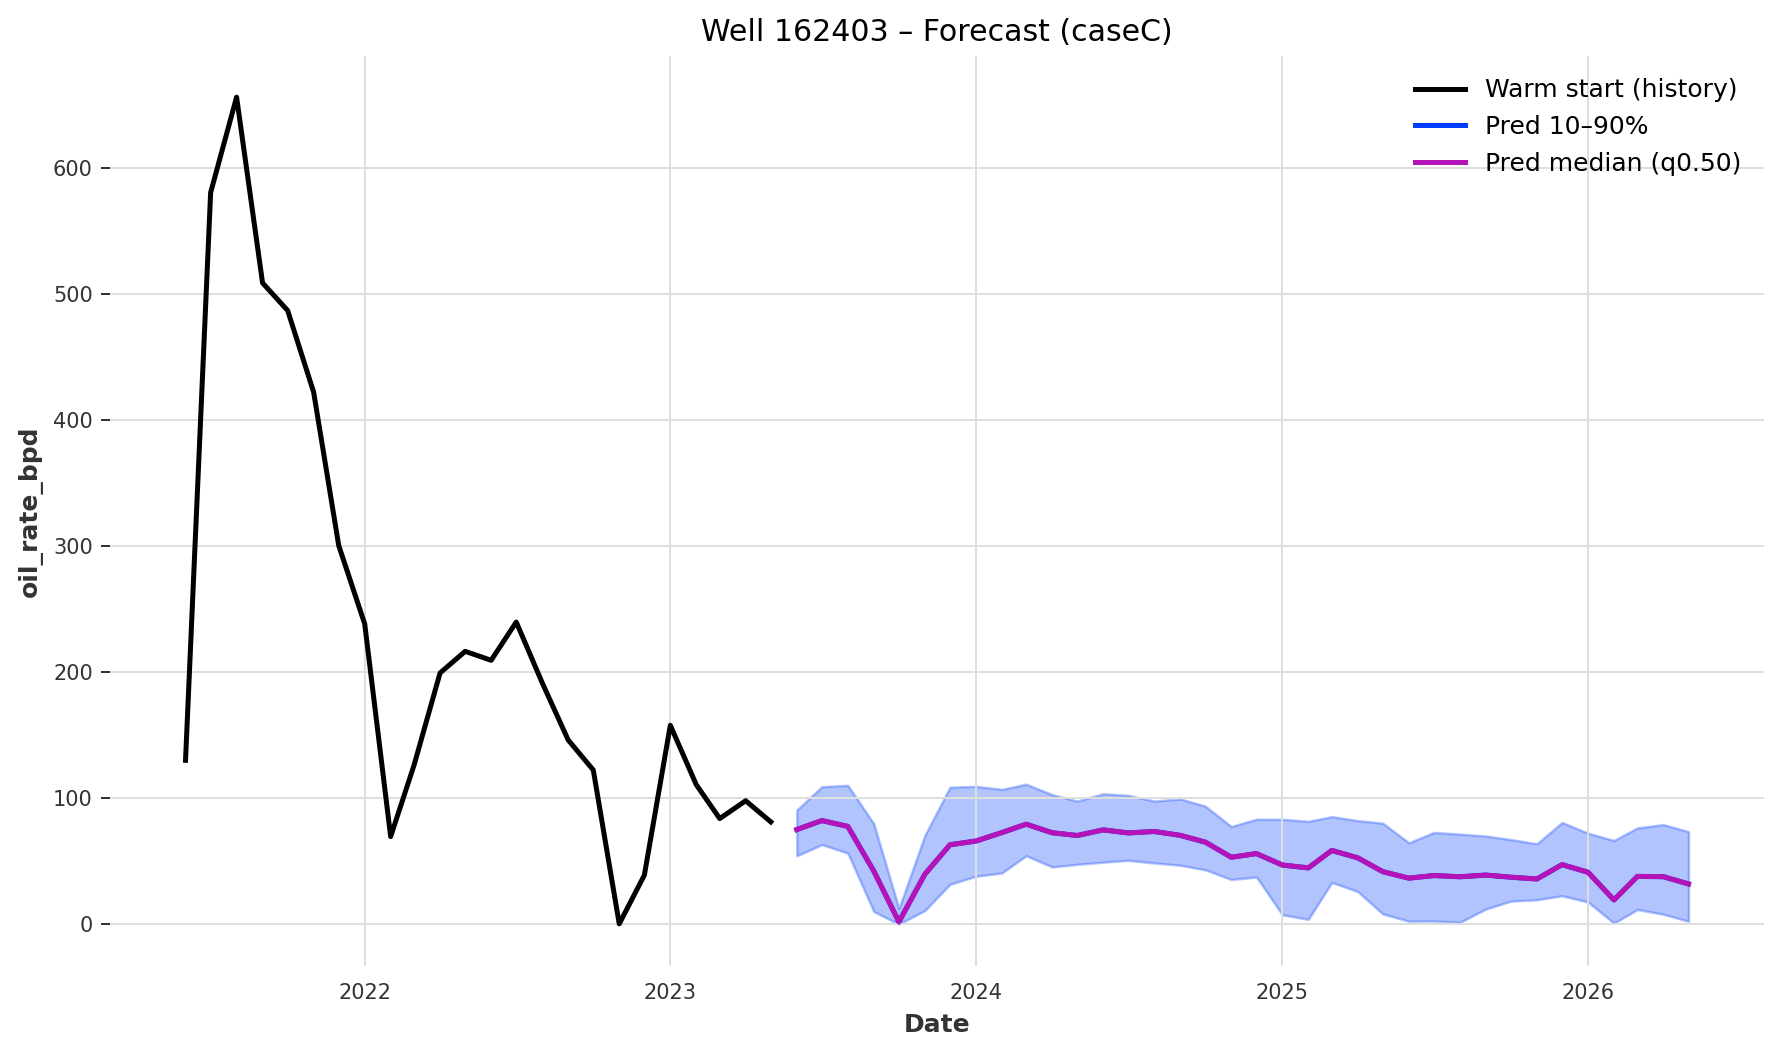 Well 162403 – Forecast (caseC)
Warm start (history)
Pred 10–90%
Pred median (q0.50)
oil_rate_bpd
600
500
400
300
200
100
0
2022
2023
2024
2025
2026
Date